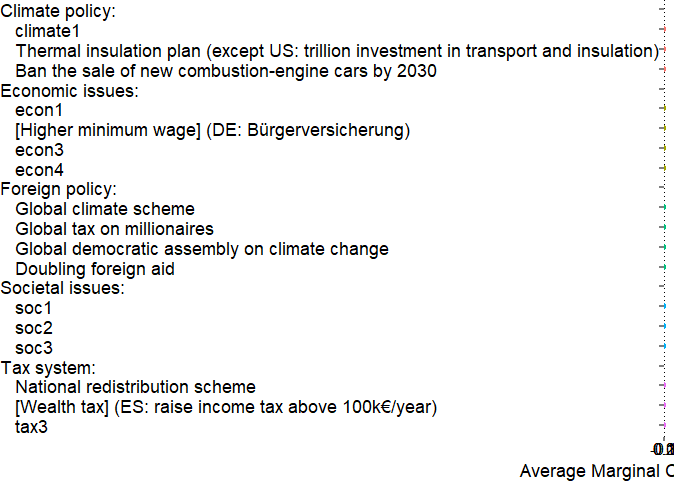 Climate policy:
climate1
Thermal insulation plan (except US: trillion investment in transport and insulation)
Ban the sale of new combustion-engine cars by 2030
Economic issues:
econ1
[Higher minimum wage] (DE: Bürgerversicherung)
econ3
econ4
Foreign policy:
Global climate scheme
Global tax on millionaires
Global democratic assembly on climate change
Doubling foreign aid
Societal issues:
soc1
soc2
soc3
Tax system:
National redistribution scheme
[Wealth tax] (ES: raise income tax above 100k€/year)
tax3
Average Marginal